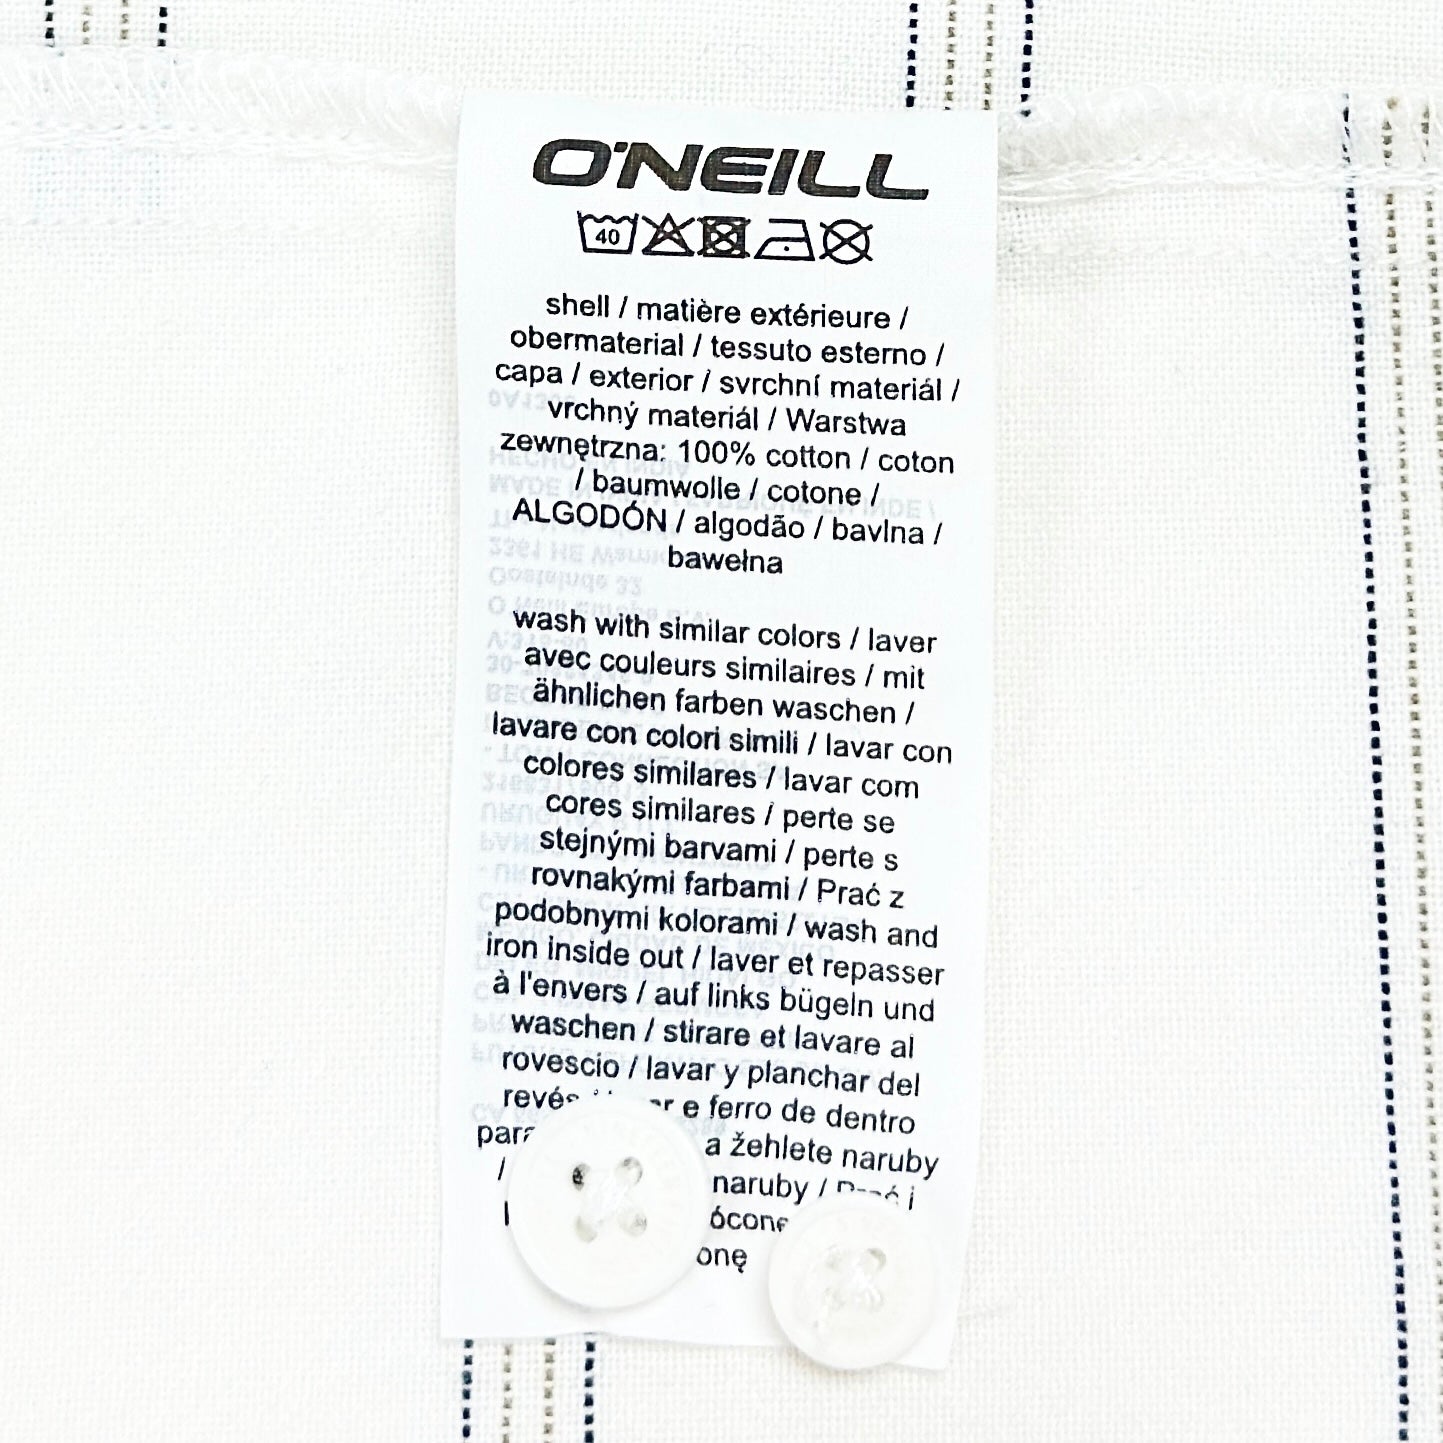 O'NEILL
40
shell / matière extérieure /
obermaterial / tessuto esterno /
capa / exterior / svrchní materiál /
vrchný materiál / Warstwa
zewnętrzna: 100% cotton / coton
/ baumwolle / cotone /
ALGODÓN / algodão / bavlna /
bawełna
wash with similar colors / laver
avec couleurs similaires / mit
ähnlichen farben waschen /
lavare con colori simili / lavar con
colores similares / lavar com
cores similares / perte se
stejnými barvami / perte s
rovnakými farbami / Prać z
podobnymi kolorami / wash and
iron inside out / laver et repasser
à l'envers / auf links bügeln und
waschen / stirare et lavare al
rovescio / lavar y planchar del
e ferro de dentro
a žehlete naruby
/ naruby /